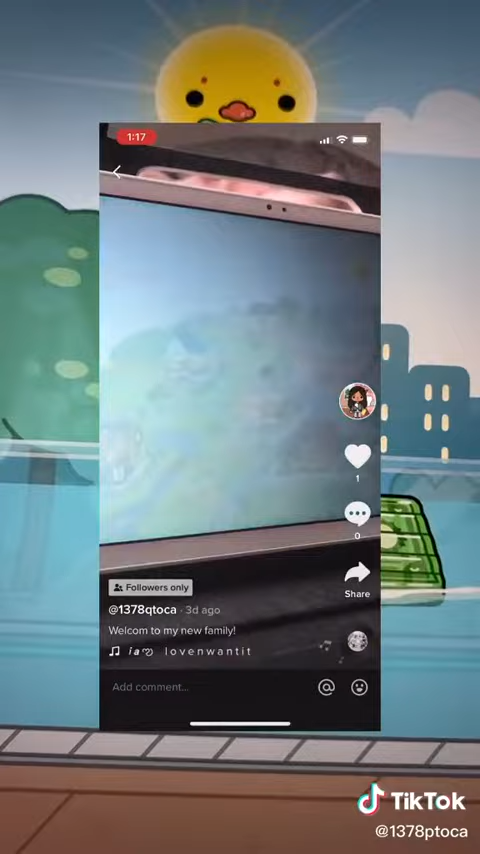 1:17
1
0
Share
Followers only
@1378qtoca · 3d ago
Welcom to my new family!
lovenwantit
Add comment...
TikTok
@1378ptoca